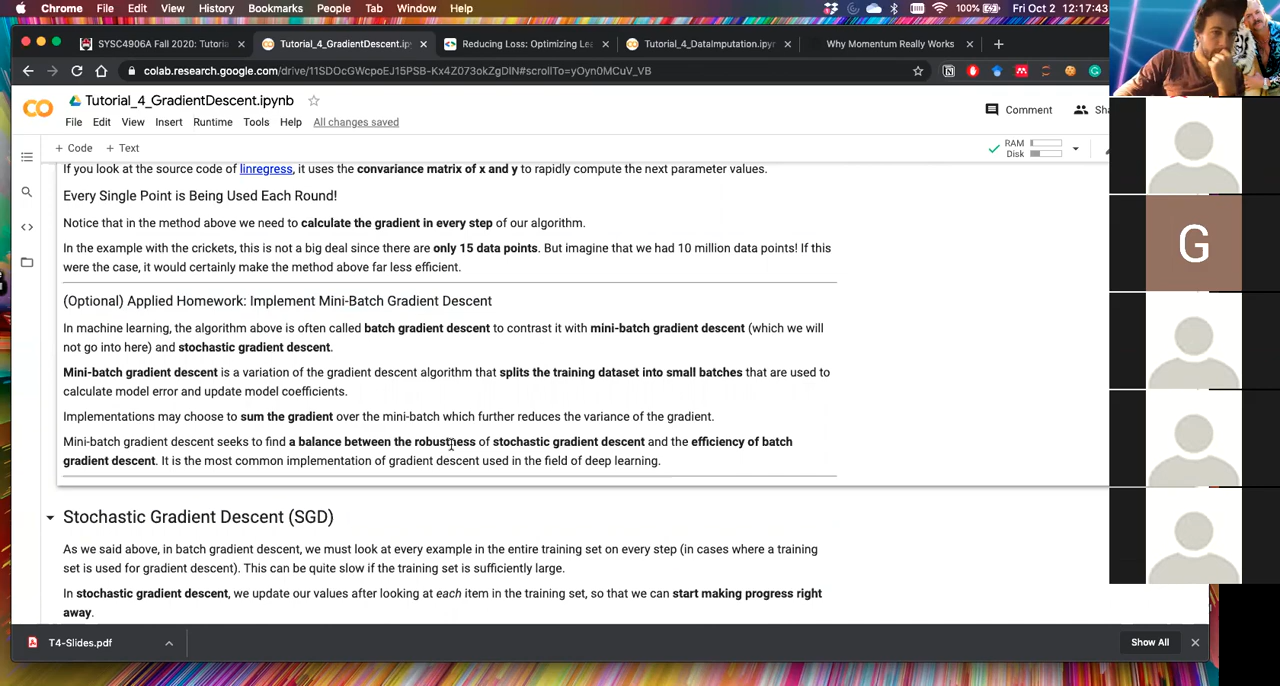 Chrome File Edit View History Bookmarks People Tab Window Help 100% Fri Oct 2 12:17:43
SYSC4906A Fall 2020: Tutoria Tutorial_4_GradientDescent.ip Reducing Loss: Optimizing Le Tutorial_4_DataImputation.ipyr Why Momentum Really Works
colab.research.google.com/drive/11SDOcGWcpoEJ15PSB-Kx4Z073okZgDIN#scrollTo=yOyn0MCuV_VB
Tutorial_4_GradientDescent.ipynb
Comment Sha
File Edit View Insert Runtime Tools Help All changes saved
+ Code + Text
RAM
Disk
If you look at the source code of linregress, it uses the convariance matrix of x and y to rapidly compute the next parameter values.
Every Single Point is Being Used Each Round!
Notice that in the method above we need to calculate the gradient in every step of our algorithm.
In the example with the crickets, this is not a big deal since there are only 15 data points. But imagine that we had 10 million data points! If this
were the case, it would certainly make the method above far less efficient.
(Optional) Applied Homework: Implement Mini-Batch Gradient Descent
In machine learning, the algorithm above is often called batch gradient descent to contrast it with mini-batch gradient descent (which we will
not go into here) and stochastic gradient descent.
Mini-batch gradient descent is a variation of the gradient descent algorithm that splits the training dataset into small batches that are used to
calculate model error and update model coefficients.
Implementations may choose to sum the gradient over the mini-batch which further reduces the variance of the gradient.
Mini-batch gradient descent seeks to find a balance between the robustness of stochastic gradient descent and the efficiency of batch
gradient descent. It is the most common implementation of gradient descent used in the field of deep learning.
Stochastic Gradient Descent (SGD)
As we said above, in batch gradient descent, we must look at every example in the entire training set on every step (in cases where a training
set is used for gradient descent). This can be quite slow if the training set is sufficiently large.
In stochastic gradient descent, we update our values after looking at each item in the training set, so that we can start making progress right
away.
T4-Slides.pdf
Show All
G